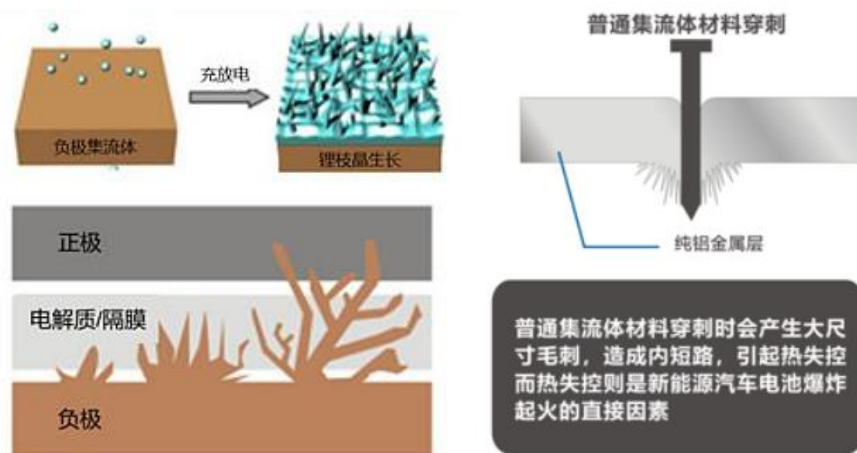 充放电
负极集流体
锂枝晶生长
正极
电解质/隔膜
负极
普通集流体材料穿刺
纯铝金属层
普通集流体材料穿刺时会产生大尺
寸毛刺，造成内短路，引起热失控
而热失控则是新能源汽车电池爆炸
起火的直接因素